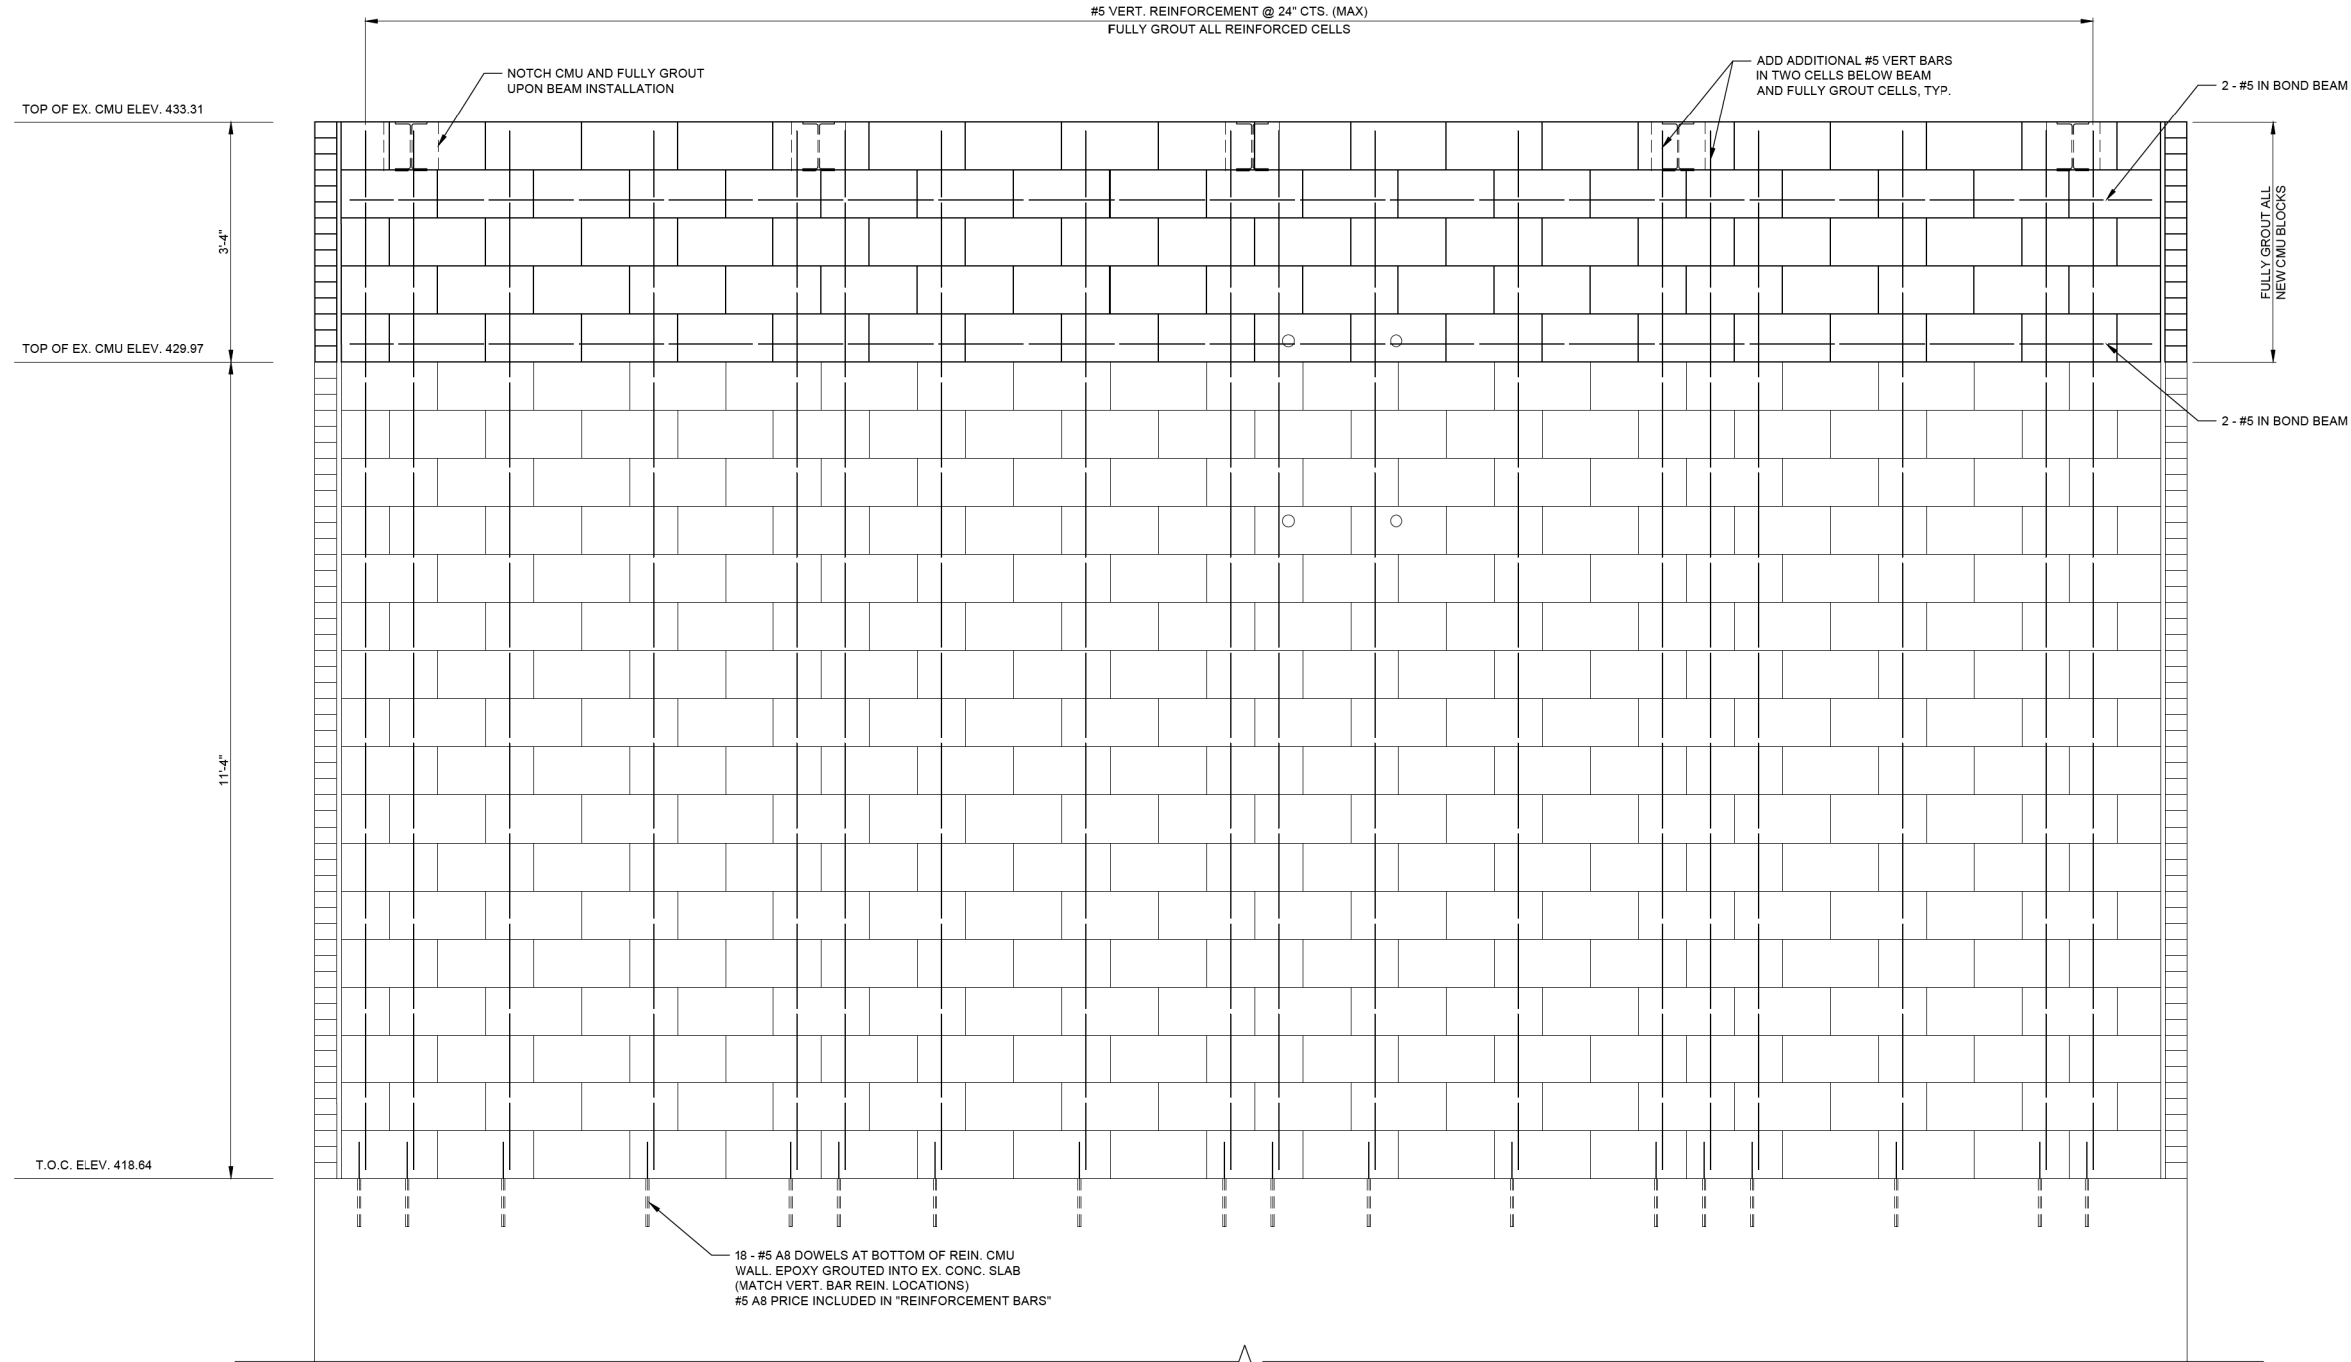 #5 VERT. REINFORCEMENT @ 24" CTS. (MAX)
FULLY GROUT ALL REINFORCED CELLS
NOTCH CMU AND FULLY GROUT
UPON BEAM INSTALLATION
ADD ADDITIONAL #5 VERT BARS
IN TWO CELLS BELOW BEAM
AND FULLY GROUT CELLS, TYP.
2 - #5 IN BOND BEAM
TOP OF EX. CMU ELEV. 433.31
3'-4"
FULLY GROUT ALL
NEW CMU BLOCKS
TOP OF EX. CMU ELEV. 429.97
2 - #5 IN BOND BEAM
11'-4"
T.O.C. ELEV. 418.64
18 - #5 A8 DOWELS AT BOTTOM OF REIN. CMU
WALL. EPOXY GROUTED INTO EX. CONC. SLAB
(MATCH VERT. BAR REIN. LOCATIONS)
#5 A8 PRICE INCLUDED IN "REINFORCEMENT BARS"